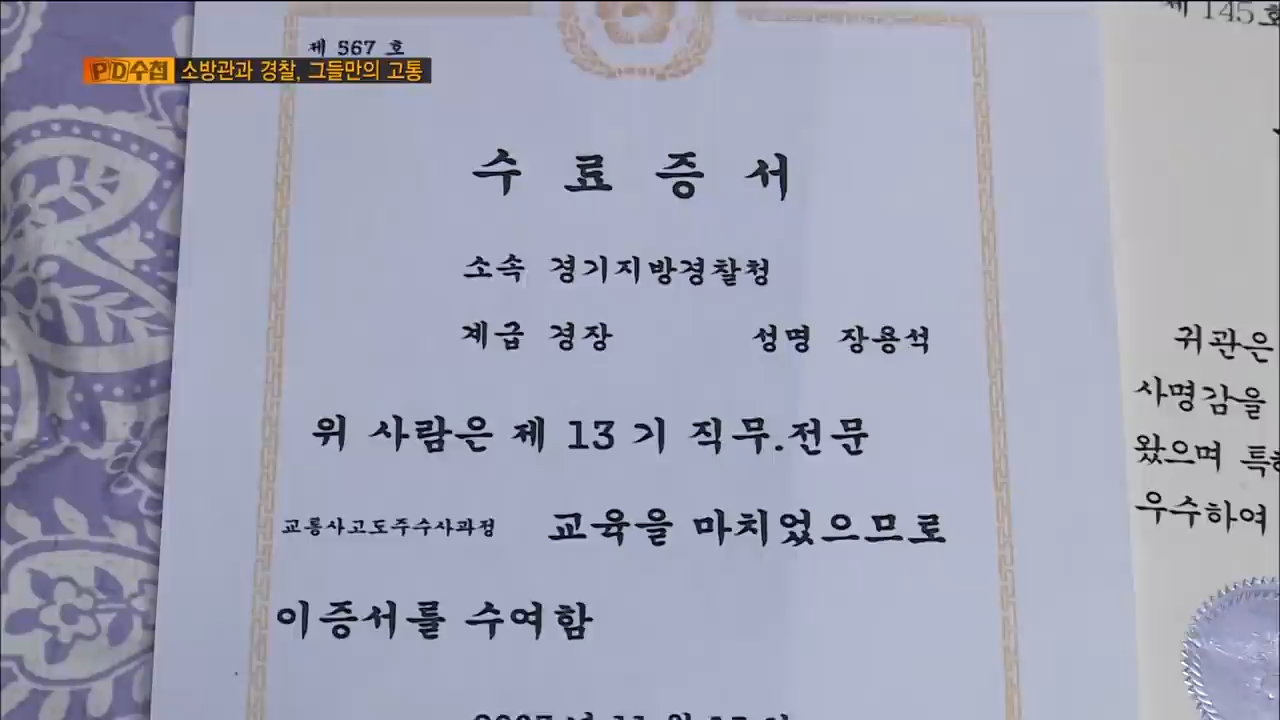 제 567 호
PD수첩 소방관과 경찰, 그들만의 고통
수 료 증 서
소속 경기지방경찰청
계급 경장 성명 장용석
위 사람은 제 13 기 직무.전문
교통사고도주수사과정 교육을 마치었으므로
이증서를 수여함
제 145호
귀관은
사명감을
왔으며
우수하여